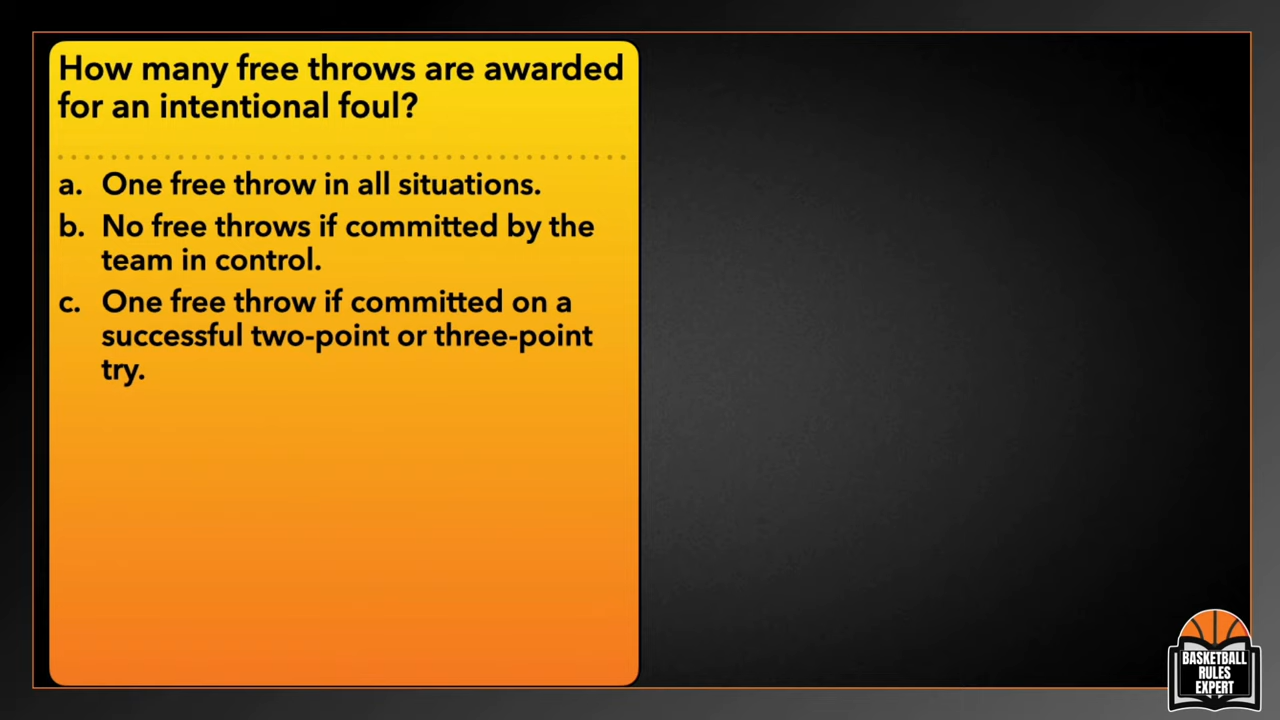 How many free throws are awarded
for an intentional foul?
a. One free throw in all situations.
b. No free throws if committed by the
team in control.
c. One free throw if committed on a
successful two-point or three-point
try.
BASKETBALL
RULES
EXPERT